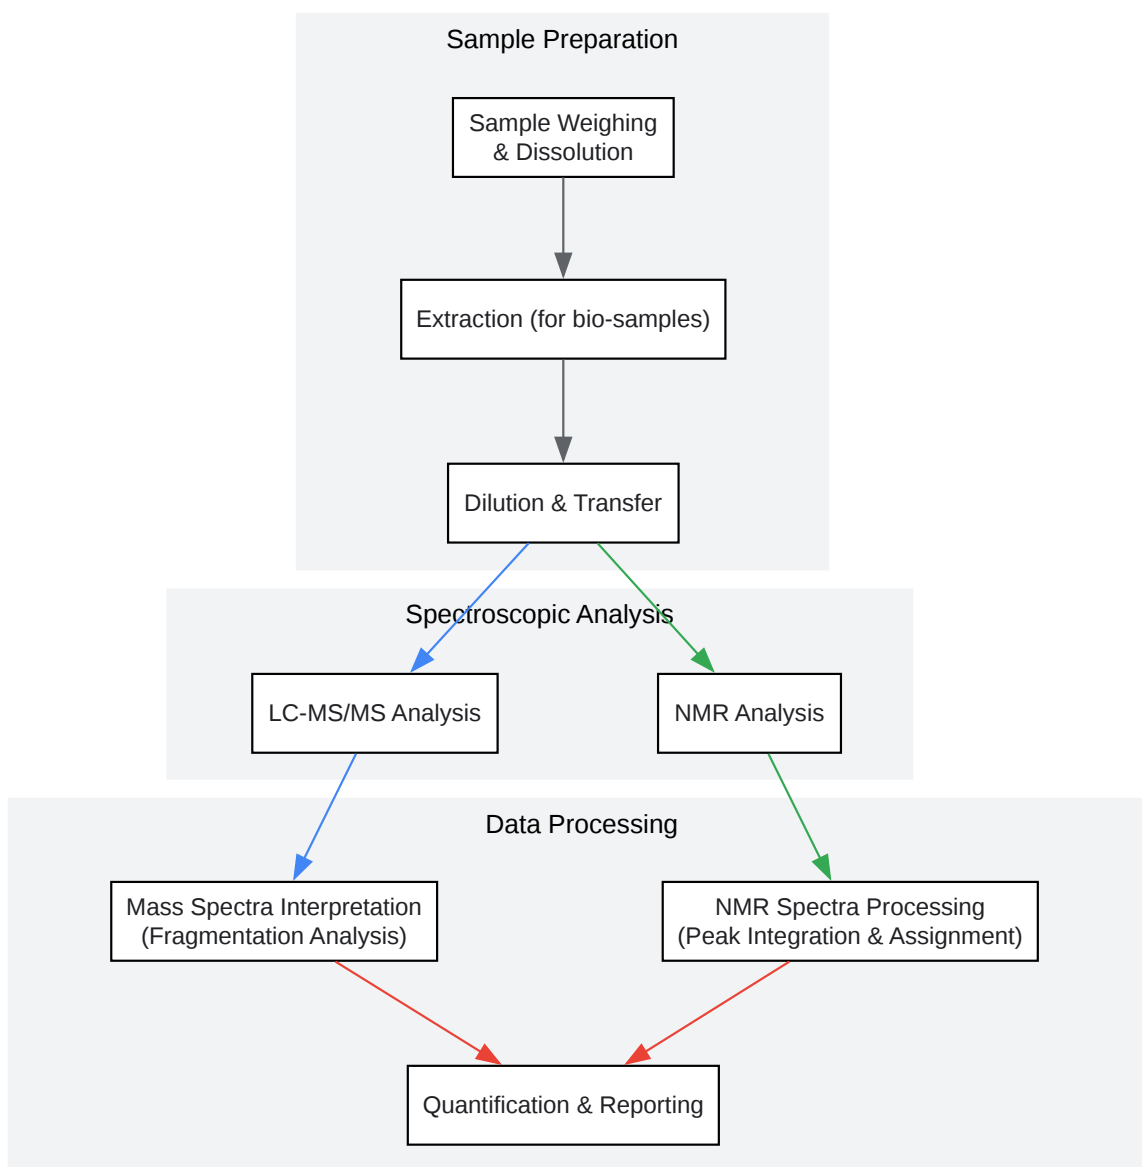 Sample Preparation
Sample Weighing
& Dissolution
Extraction (for bio-samples)
Dilution & Transfer
Spectroscopic Analysis
LC-MS/MS Analysis
NMR Analysis
Data Processing
Mass Spectra Interpretation
(Fragmentation Analysis)
NMR Spectra Processing
(Peak Integration & Assignment)
Quantification & Reporting